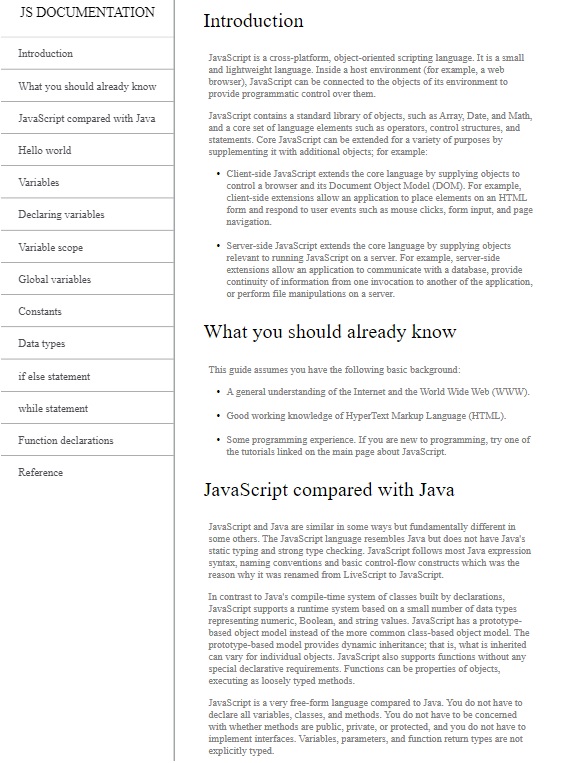 JS DOCUMENTATION
Introduction
What you should already know
JavaScript compared with Java
Hello world
Variables
Declaring variables
Variable scope
Global variables
Constants
Data types
if else statement
while statement
Function declarations
Reference
Introduction
JavaScript is a cross-platform, object-oriented scripting language. It is a small
and lightweight language. Inside a host environment (for example, a web
browser), JavaScript can be connected to the objects of its environment to
provide programmatic control over them.
JavaScript contains a standard library of objects, such as Array, Date, and Math,
and a core set of language elements such as operators, control structures, and
statements. Core JavaScript can be extended for a variety of purposes by
supplementing it with additional objects; for example:
• Client-side JavaScript extends the core language by supplying objects to
control a browser and its Document Object Model (DOM). For example,
client-side extensions allow an application to place elements on an HTML
form and respond to user events such as mouse clicks, form input, and page
navigation.
• Server-side JavaScript extends the core language by supplying objects
relevant to running JavaScript on a server. For example, server-side
extensions allow an application to communicate with a database, provide
continuity of information from one invocation to another of the application,
or perform file manipulations on a server.
What you should already know
This guide assumes you have the following basic background:
• A general understanding of the Internet and the World Wide Web (WWW).
• Good working knowledge of HyperText Markup Language (HTML).
• Some programming experience. If you are new to programming, try one of
the tutorials linked on the main page about JavaScript.
JavaScript compared with Java
JavaScript and Java are similar in some ways but fundamentally different in
some others. The JavaScript language resembles Java but does not have Java's
static typing and strong type checking. JavaScript follows most Java expression
syntax, naming conventions and basic control-flow constructs which was the
reason why it was renamed from LiveScript to JavaScript.
In contrast to Java's compile-time system of classes built by declarations,
JavaScript supports a runtime system based on a small number of data types
representing numeric, Boolean, and string values. JavaScript has a prototype-
based object model instead of the more common class-based object model. The
prototype-based model provides dynamic inheritance; that is, what is inherited
can vary for individual objects. JavaScript also supports functions without any
special declarative requirements. Functions can be properties of objects,
executing as loosely typed methods.
JavaScript is a very free-form language compared to Java. You do not have to
declare all variables, classes, and methods. You do not have to be concerned
with whether methods are public, private, or protected, and you do not have to
implement interfaces. Variables, parameters, and function return types are not
explicitly typed.